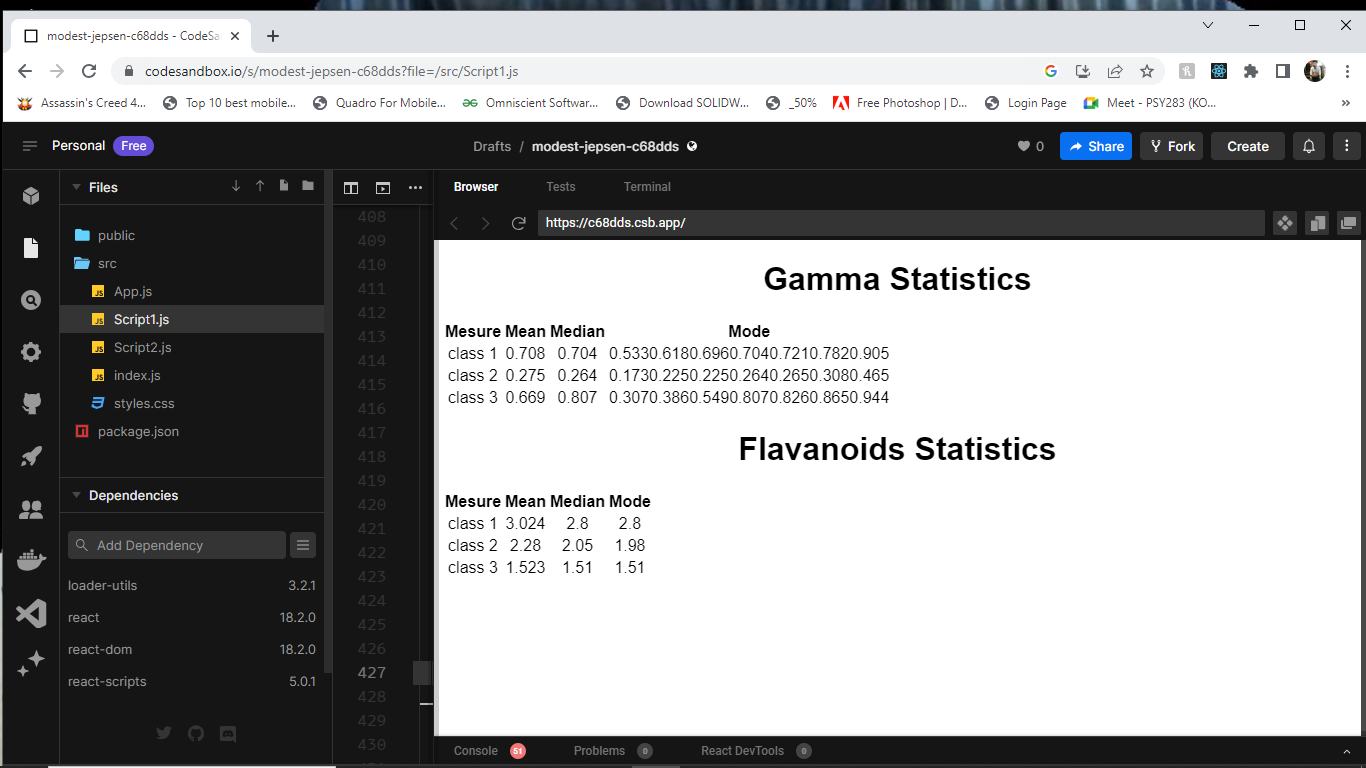 modest-jepsen-c68dds - CodeSa
codesandbox.io/s/modest-jepsen-c68dds?file=/src/Script1.js
Assassin's Creed 4...
Top 10 best mobile...
Quadro For Mobile...
Omniscient Softwar...
Download SOLIDW...
_50%
Free Photoshop | D...
Login Page
Meet - PSY283 (KO...
»
Personal Free
Drafts / modest-jepsen-c68dds
0
Share
Fork
Create
Files
public
src
App.js
Script1.js
Script2.js
index.js
styles.css
package.json
Dependencies
Add Dependency
loader-utils 3.2.1
react 18.2.0
react-dom 18.2.0
react-scripts 5.0.1
408
409
410
411
412
413
414
415
416
417
418
419
420
421
422
423
424
425
426
427
428
429
430
Browser Tests Terminal
https://c68dds.csb.app/
Gamma Statistics
Mesure Mean Median Mode
class 1 0.708 0.704 0.5330.6180.6960.7040.7210.7820.905
class 2 0.275 0.264 0.1730.2250.2250.2640.2650.3080.465
class 3 0.669 0.807 0.3070.3860.5490.8070.8260.8650.944
Flavanoids Statistics
Mesure Mean Median Mode
class 1 3.024 2.8 2.8
class 2 2.28 2.05 1.98
class 3 1.523 1.51 1.51
Console 51 Problems 0 React DevTools 0